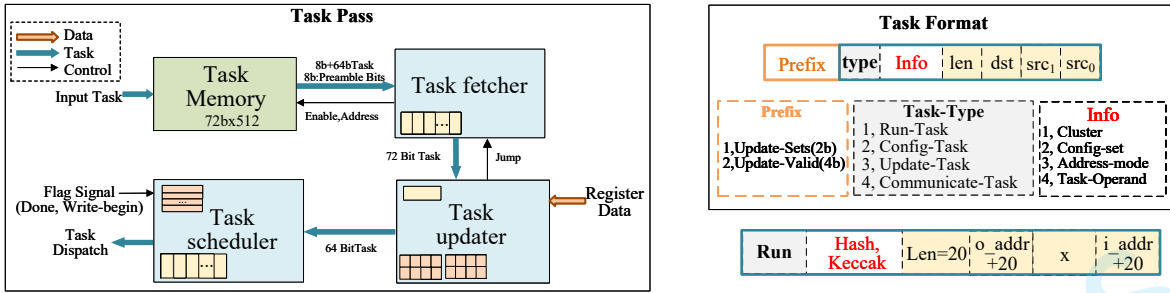 Task Pass
Data
Task
Control
Input Task
Task
Memory
72bx512
8b+64bTask
8b:Preamble Bits
Enable,Address
Task fetcher
...
72 Bit Task
Jump
Flag Signal
(Done, Write-begin)
...
Task
Dispatch
Task
scheduler
...
64 BitTask
Task
updater
Register
Data
Task Format
Prefix type Info len dst src1 src0
Prefix
1,Update-Sets(2b)
2,Update-Valid(4b)
Task-Type
1, Run-Task
2, Config-Task
3, Update-Task
4, Communicate-Task
Info
1, Cluster
2, Config-set
3, Address-mode
4, Task-Operand
Run
Hash,
Keccak
Len=20
o_addr
+20
x
i_addr
+20